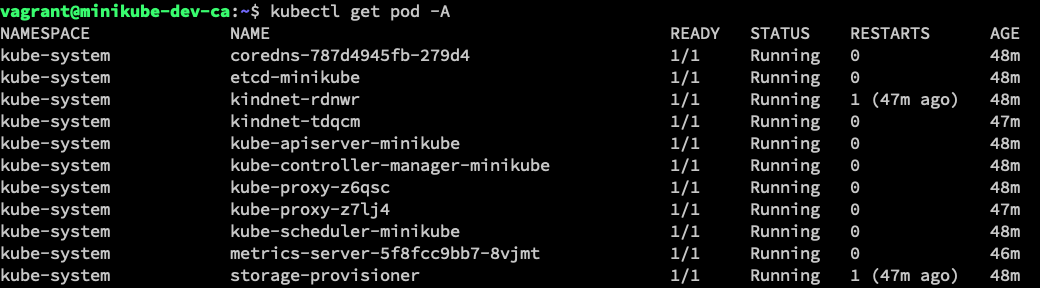 vagrant@minikube-dev-ca:~$ kubectl get pod -A
NAMESPACE NAME READY STATUS RESTARTS AGE
kube-system coredns-787d4945fb-279d4 1/1 Running 0 48m
kube-system etcd-minikube 1/1 Running 0 48m
kube-system kindnet-rdnwr 1/1 Running 1 (47m ago) 48m
kube-system kindnet-tdqcm 1/1 Running 0 47m
kube-system kube-apiserver-minikube 1/1 Running 0 48m
kube-system kube-controller-manager-minikube 1/1 Running 0 48m
kube-system kube-proxy-z6qsc 1/1 Running 0 48m
kube-system kube-proxy-z7lj4 1/1 Running 0 47m
kube-system kube-scheduler-minikube 1/1 Running 0 48m
kube-system metrics-server-5f8fcc9bb7-8vjmt 1/1 Running 0 46m
kube-system storage-provisioner 1/1 Running 1 (47m ago) 48m